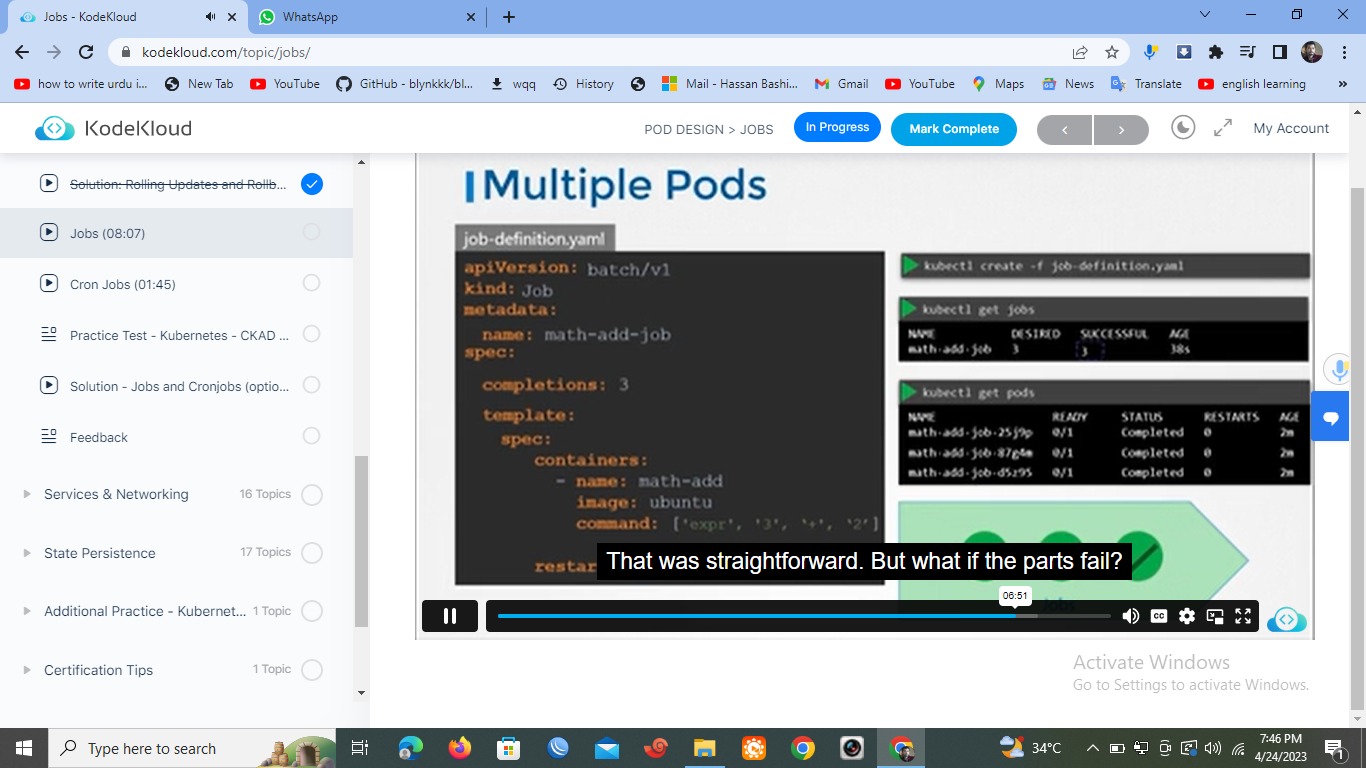 Jobs - KodeKloud
WhatsApp
kodekloud.com/topic/jobs/
how to write urdu i...
New Tab
YouTube
GitHub - blynkkk/bl...
wqq
History
Mail - Hassan Bashi...
Gmail
YouTube
Maps
News
Translate
english learning
»
KodeKloud
POD DESIGN > JOBS
In Progress
Mark Complete
<
>
My Account
Solution: Rolling Updates and Rollb...
Jobs (08:07)
Cron Jobs (01:45)
Practice Test - Kubernetes - CKAD ...
Solution - Jobs and Cronjobs (optio...
Feedback
Services & Networking 16 Topics
State Persistence 17 Topics
Additional Practice - Kubernet... 1 Topic
Certification Tips 1 Topic
Multiple Pods
job-definition.yaml
apiVersion: batch/v1
kind: Job
metadata:
name: math-add-job
spec:
completions: 3
template:
spec:
containers:
- name: math-add
image: ubuntu
command: ['expr', '3', '+', '2']
restar
kubectl create -f job-definition.yaml
kubectl get jobs
NAME DESIRED SUCCESSFUL AGE
math-add-job 3 3 38s
kubectl get pods
NAME READY STATUS RESTARTS AGE
math-add-job-25j9p 0/1 Completed 0 2m
math-add-job-87g4m 0/1 Completed 0 2m
math-add-job-d5z95 0/1 Completed 0 2m
That was straightforward. But what if the parts fail?
06:51
CC
Activate Windows
Go to Settings to activate Windows.
Type here to search
34°C
7:46 PM
4/24/2023
1